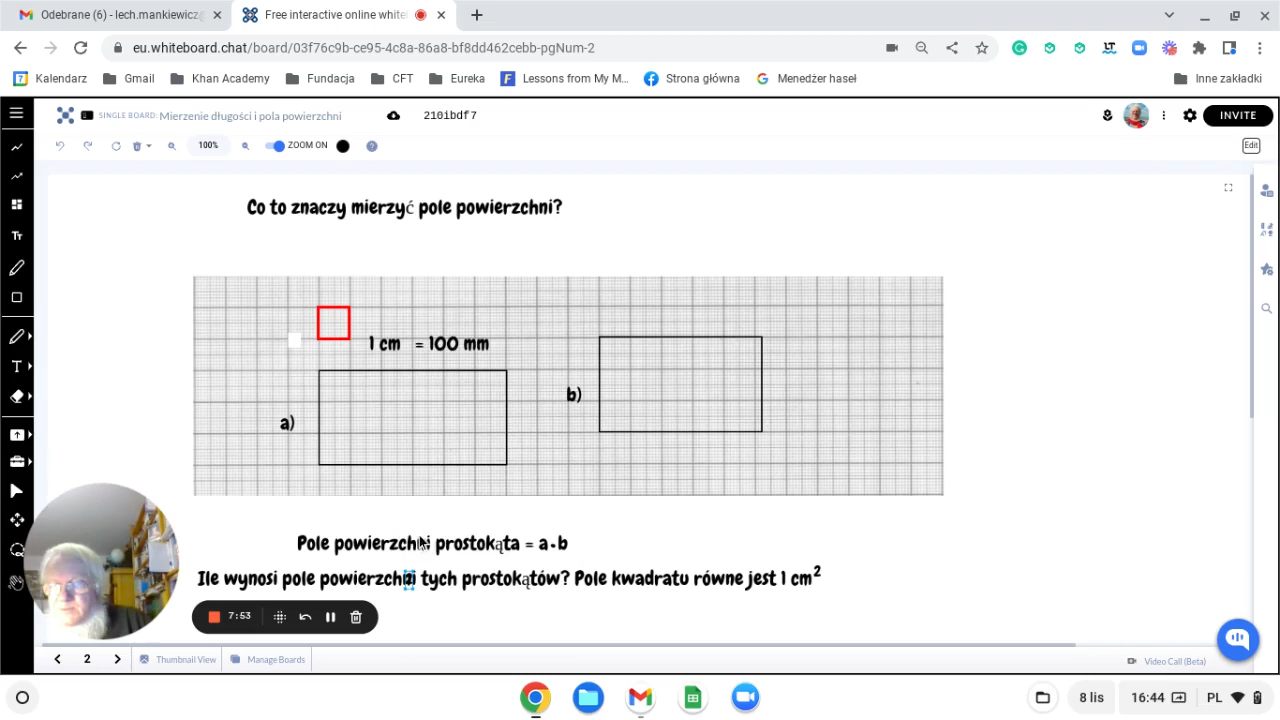 Odebrane (6) - lech.mankiewicz@
Free interactive online white
eu.whiteboard.chat/board/03f76c9b-ce95-4c8a-86a8-bf8dd462cebb-pgNum-2
Kalendarz Gmail Khan Academy Fundacja CFT Eureka Lessons from My M... Strona główna Menedżer haseł Inne zakładki
SINGLE BOARD: Mierzenie długości i pola powierzchni 210ibdf7 INVITE
100% ZOOM ON Edit
Co to znaczy mierzyć pole powierzchni?
1 cm = 100 mm
b)
a)
Pole powierzchni prostokąta = a·b
Ile wynosi pole powierzchni tych prostokątów? Pole kwadratu równe jest 1 cm²
7:53
2 Thumbnail View Manage Boards Video Call (Beta)
8 lis 16:44 PL